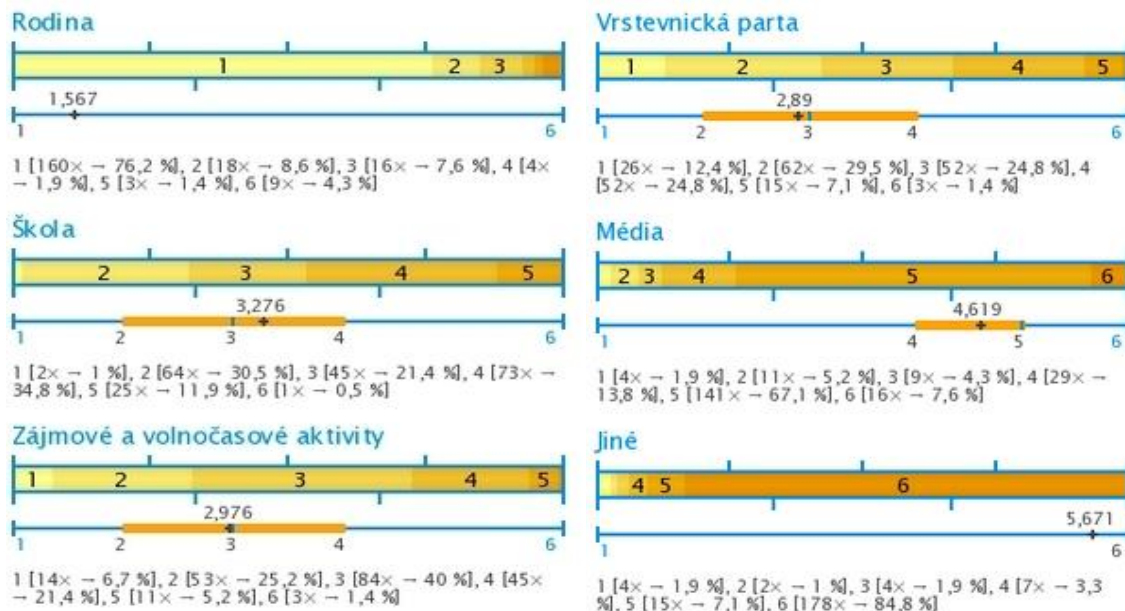 Rodina
1 2 3
1,567
1 6
1 [160× → 76,2 %], 2 [18× → 8,6 %], 3 [16× → 7,6 %], 4 [4×
→ 1,9 %], 5 [3× → 1,4 %], 6 [9× → 4,3 %]
Vrstevnická parta
1 2 3 4 5
2,89
1 2 3 4 6
1 [26× → 12,4 %], 2 [62× → 29,5 %], 3 [52× → 24,8 %], 4
[52× → 24,8 %], 5 [15× → 7,1 %], 6 [3× → 1,4 %]
Škola
2 3 4 5
3,276
1 2 3 4 6
1 [2× → 1 %], 2 [64× → 30,5 %], 3 [45× → 21,4 %], 4 [73× →
34,8 %], 5 [25× → 11,9 %], 6 [1× → 0,5 %]
Média
2 3 4 5 6
4,619
1 4 5 6
1 [4× → 1,9 %], 2 [11× → 5,2 %], 3 [9× → 4,3 %], 4 [29× →
13,8 %], 5 [141× → 67,1 %], 6 [16× → 7,6 %]
Zájmové a volnočasové aktivity
1 2 3 4 5
2,976
1 2 3 4 6
1 [14× → 6,7 %], 2 [53× → 25,2 %], 3 [84× → 40 %], 4 [45×
→ 21,4 %], 5 [11× → 5,2 %], 6 [3× → 1,4 %]
Jiné
4 5 6
5,671
1 6
1 [4× → 1,9 %], 2 [2× → 1 %], 3 [4× → 1,9 %], 4 [7× → 3,3
%], 5 [15× → 7,1 %], 6 [178× → 84,8 %]